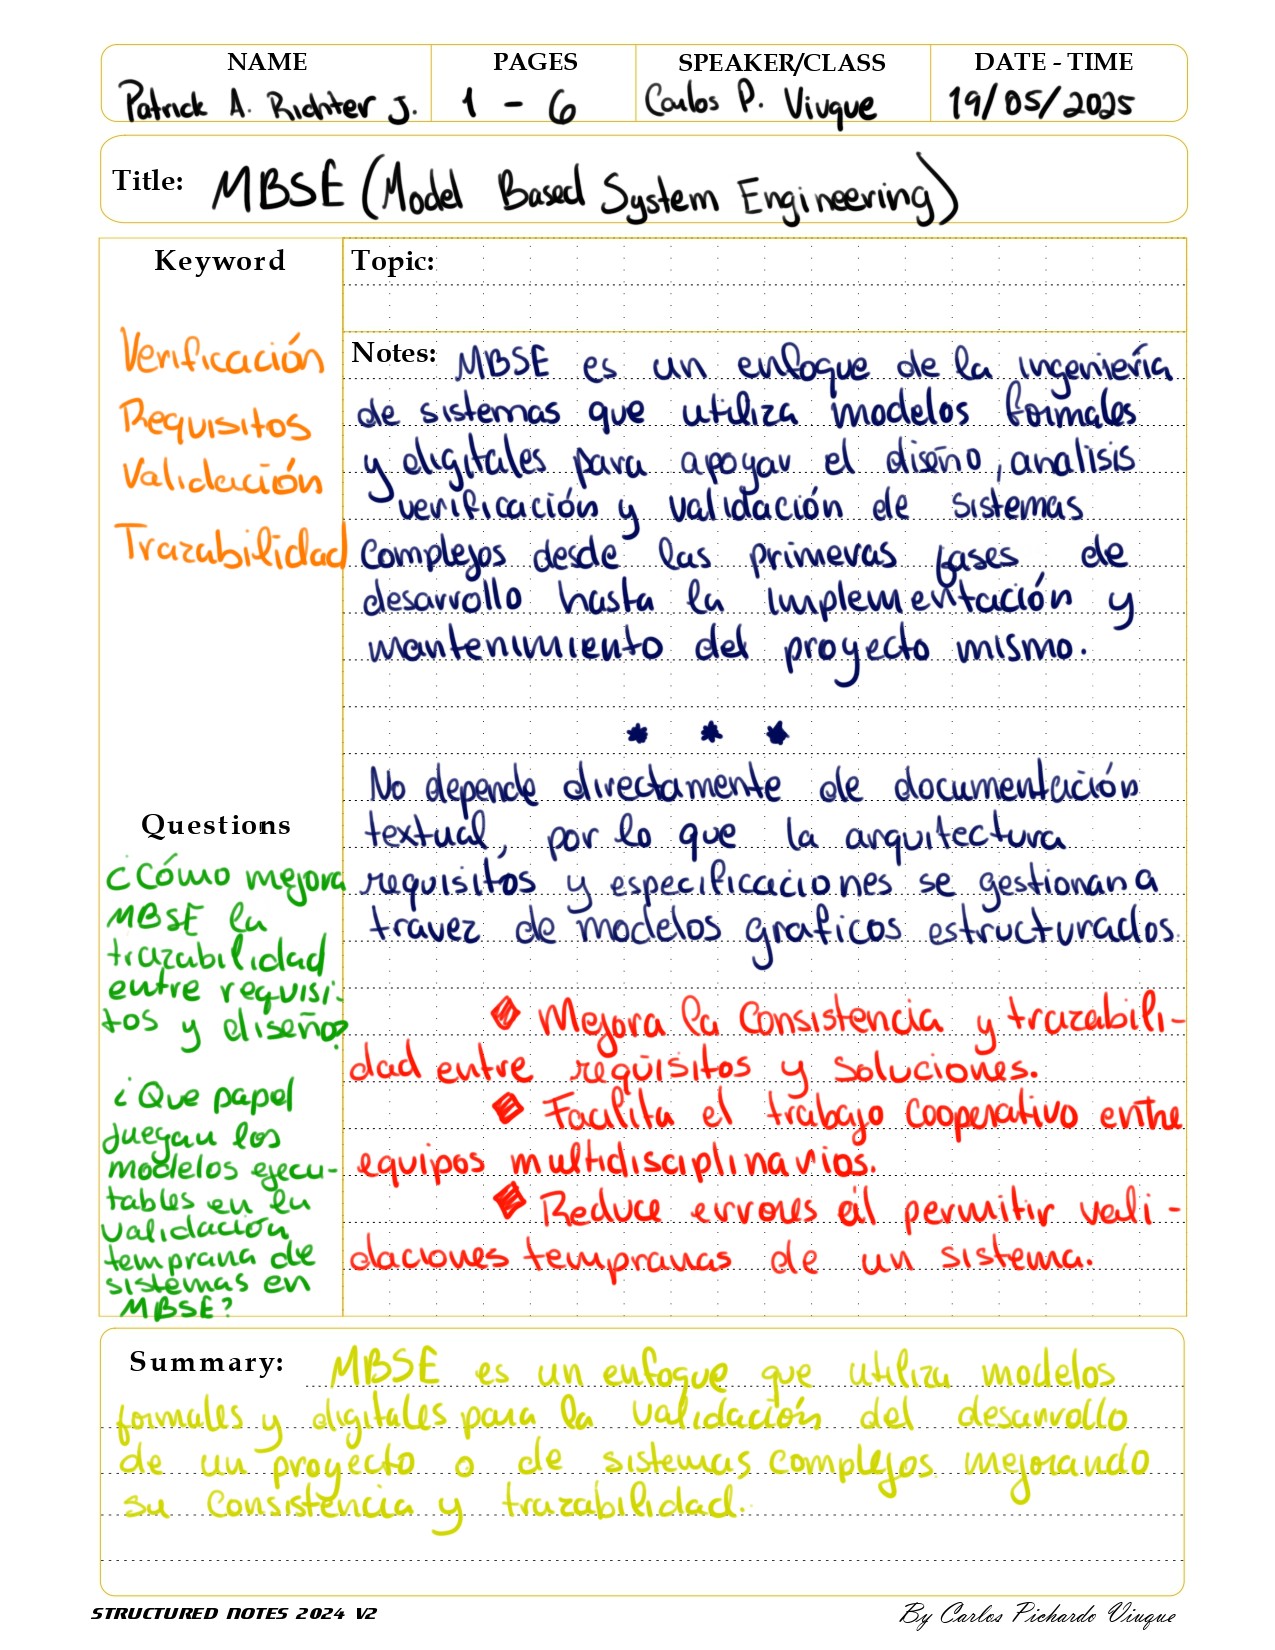 NAME PAGES SPEAKER/CLASS DATE - TIME
Patrick A. Richter J. 1 - 6 Carlos P. Viuque 19/05/2025
Title: MBSE (Model Based System Engineering)
Keyword
Verificación
Requisitos
Validación
Trazabilidad
Questions
¿Cómo mejora
MBSE la
trazabilidad
entre requisi-
tos y diseño?
¿Que papel
juegan los
modelos ejecu-
tables en la
validación
temprana de
sistemas en
MBSE?
Topic:
Notes: MBSE es un enfoque de la ingeniería
de sistemas que utiliza modelos formales
y digitales para apoyar el diseño, analisis
verificación y validación de sistemas
complejos desde las primeras fases de
desarrollo hasta la implementación y
mantenimiento del proyecto mismo.
* * *
No depende directamente de documentación
textual, por lo que la arquitectura
requisitos y especificaciones se gestionan a
travez de modelos graficos estructurados.
◆ Mejora la Consistencia y trazabili-
dad entre requisitos y soluciones.
◆ Facilita el trabajo cooperativo entre
equipos multidisciplinarios.
◆ Reduce errores al permitir vali-
daciones tempranas de un sistema.
Summary: MBSE es un enfoque que utiliza modelos
formales y digitales para la validación del desarrollo
de un proyecto o de sistemas complejos mejorando
su consistencia y trazabilidad.
STRUCTURED NOTES 2024 V2 By Carlos Pichardo Viuque